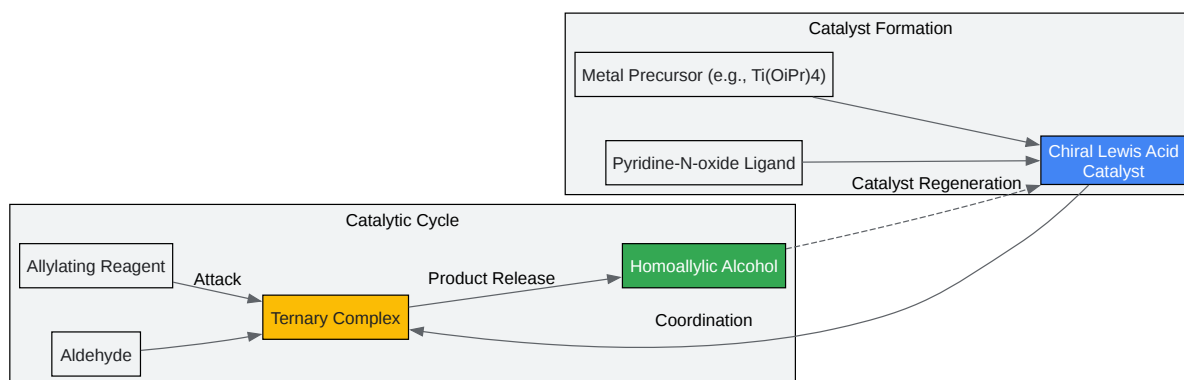 Catalyst Formation
Metal Precursor (e.g., Ti(OiPr)4)
Pyridine-N-oxide Ligand
Chiral Lewis Acid
Catalyst
Catalyst Regeneration
Catalytic Cycle
Allylating Reagent
Attack
Product Release
Homoallylic Alcohol
Ternary Complex
Coordination
Aldehyde